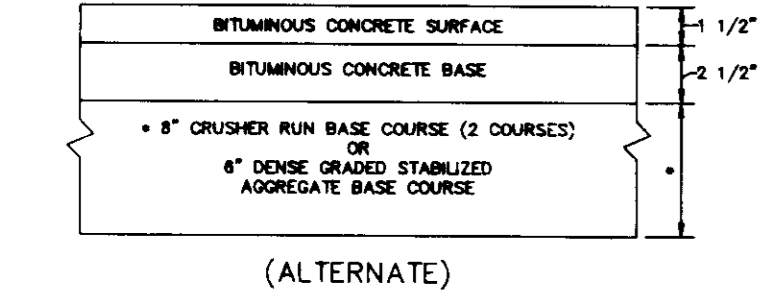 BITUMINOUS CONCRETE SURFACE
1 1/2"
BITUMINOUS CONCRETE BASE
2 1/2"
* 8" CRUSHER RUN BASE COURSE (2 COURSES)
OR
6" DENSE GRADED STABILIZED
AGGREGATE BASE COURSE
*
(ALTERNATE)